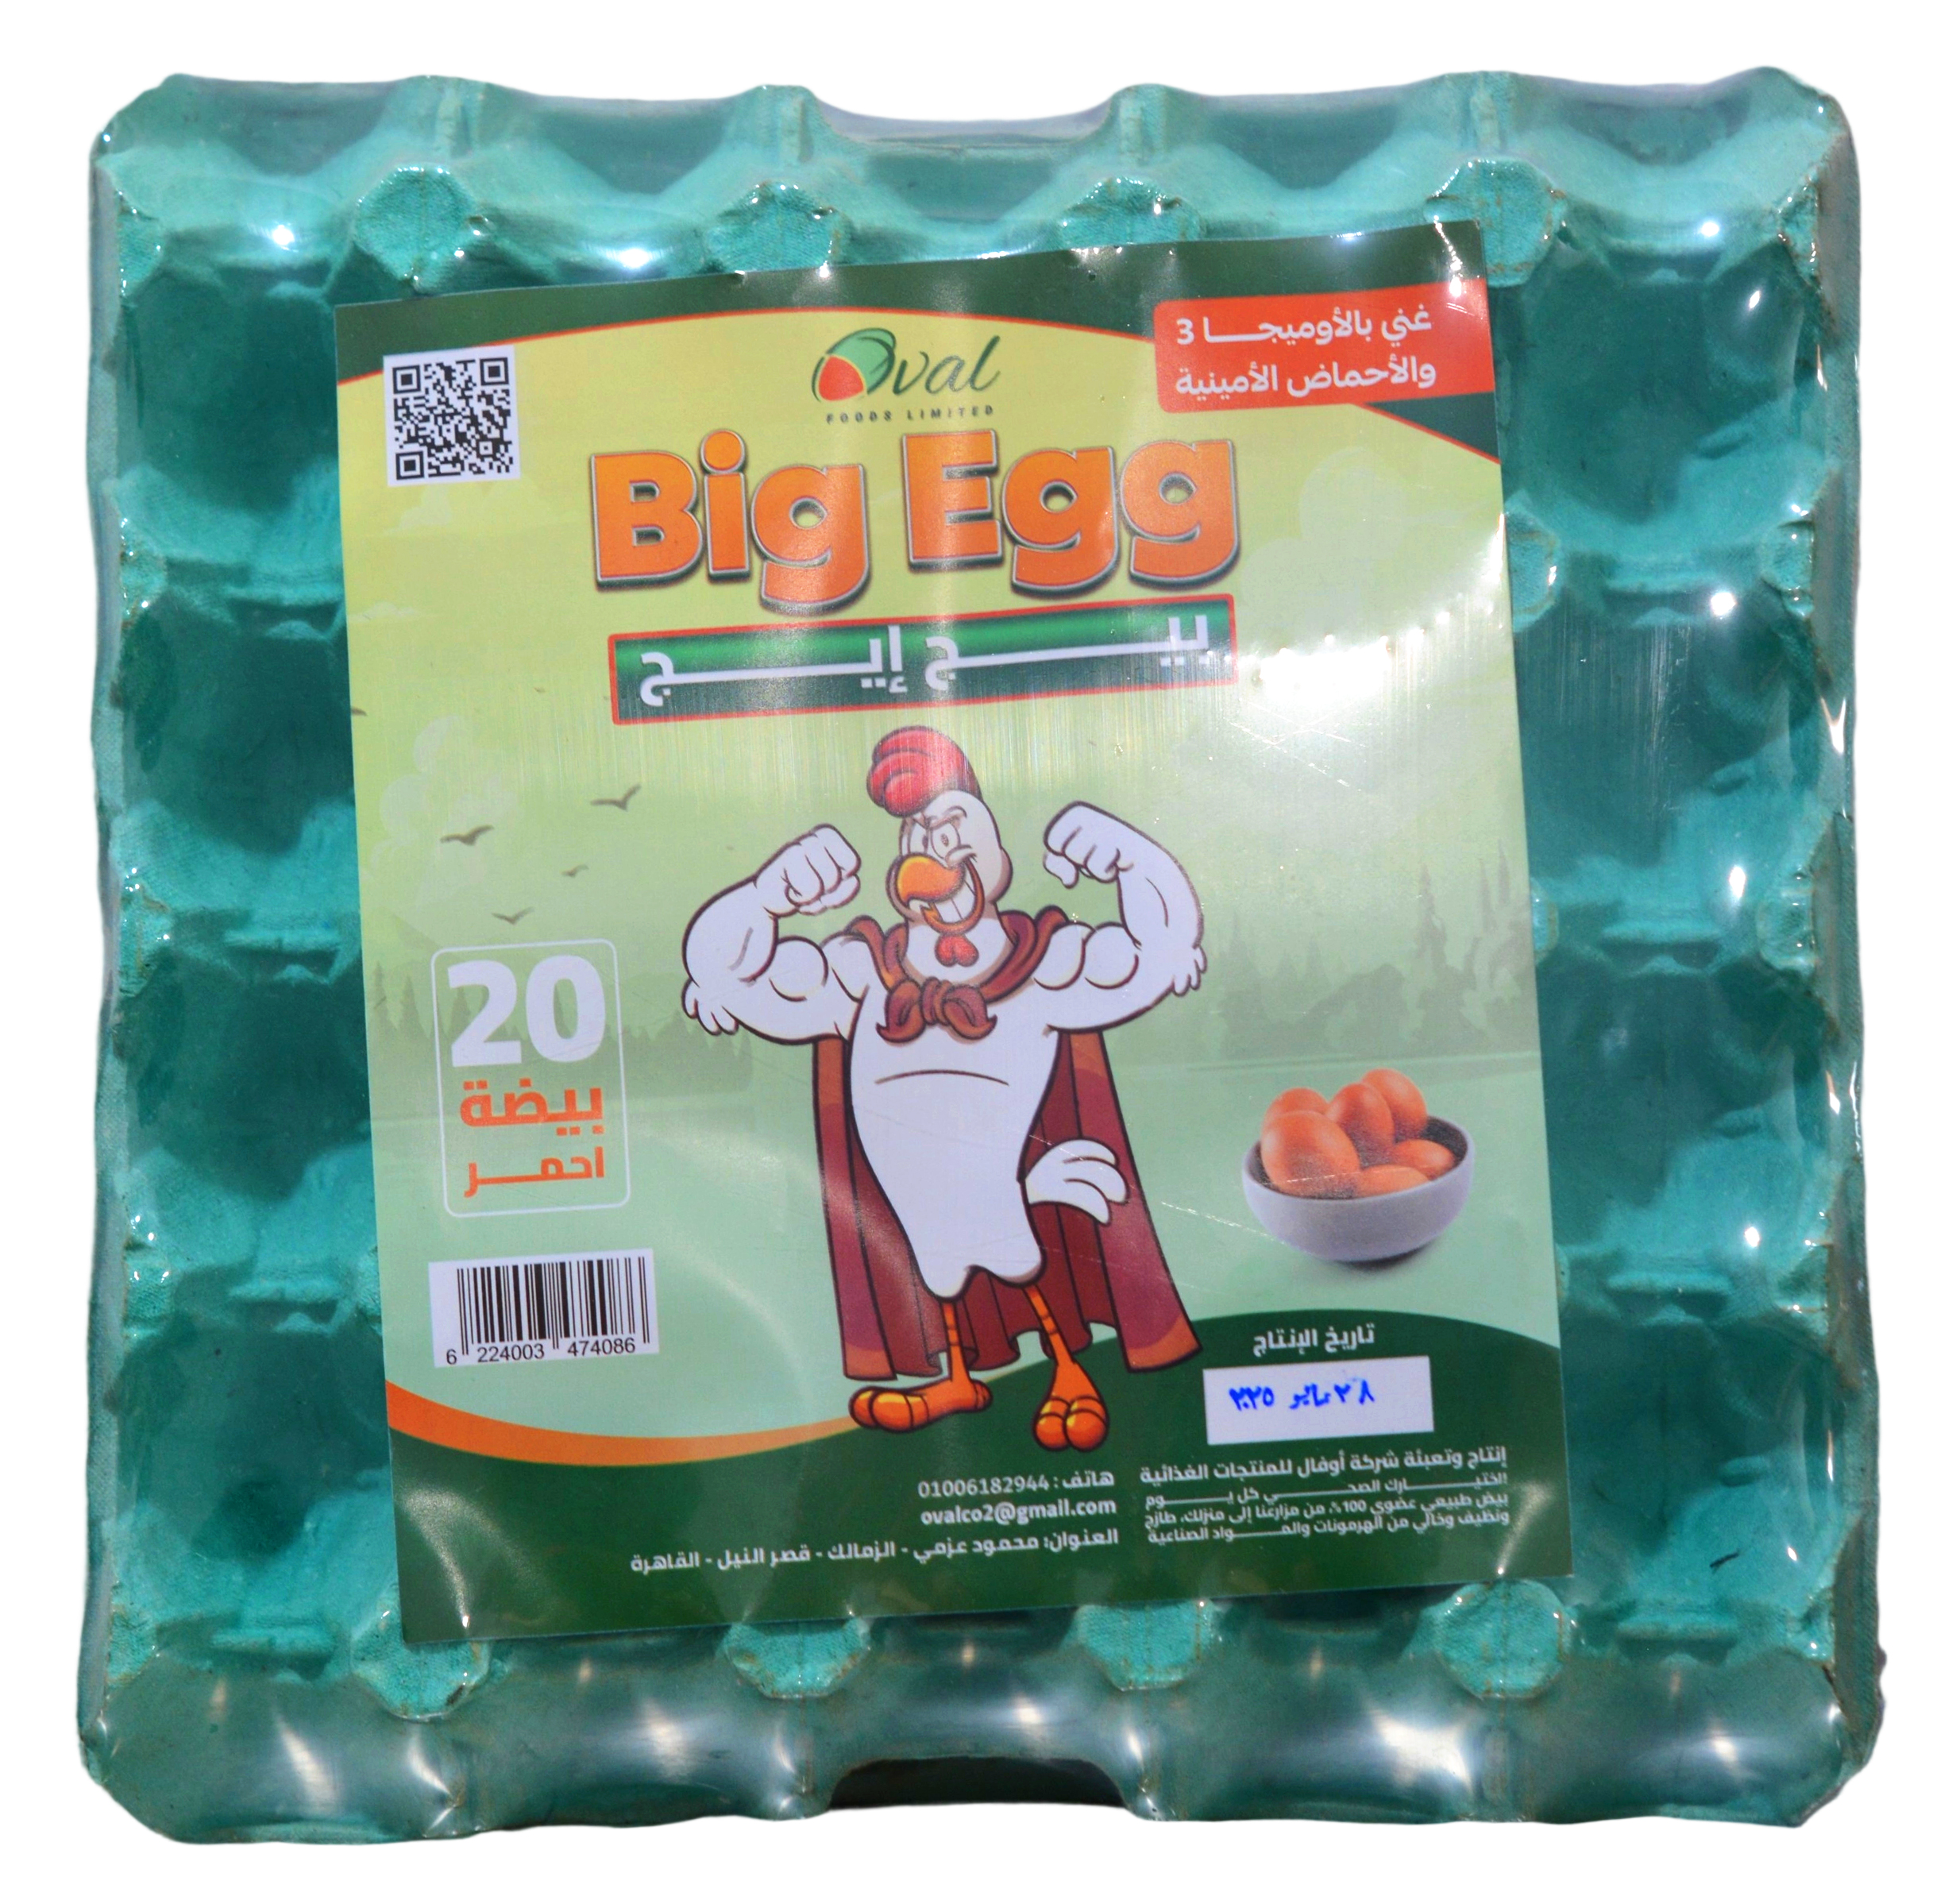 غني بالأوميجا 3
والأحماض الأمينية
Oval
FOODS LIMITED
Big Egg
بيج إيج
20
بيضة
احمر
6 224003 474086
تاريخ الإنتاج
٢٨ مايو ٢٠٢٥
إنتاج وتعبئة شركة أوفال للمنتجات الغذائية
اختيارك الصحي كل يوم
بيض طبيعي عضوي 100%، من مزارعنا إلى منزلك، طازج
ونظيف وخالي من الهرمونات والمواد الصناعية
هاتف : 01006182944
ovalco2@gmail.com
العنوان: محمود عزمي - الزمالك - قصر النيل - القاهرة